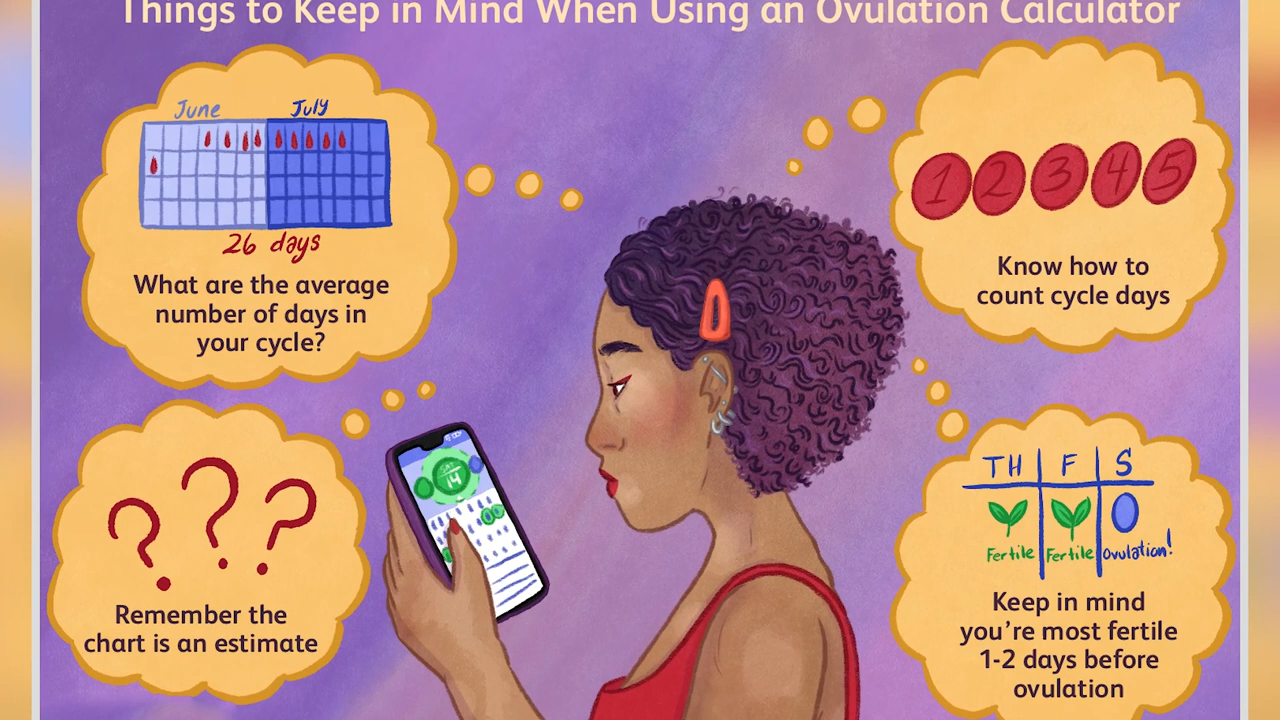 Things to Keep in Mind When Using an Ovulation Calculator
June July
26 days
What are the average
number of days in
your cycle?
1 2 3 4 5
Know how to
count cycle days
? ? ?
Remember the
chart is an estimate
SAT
14
TH F S
Fertile Fertile Ovulation!
Keep in mind
you're most fertile
1-2 days before
ovulation